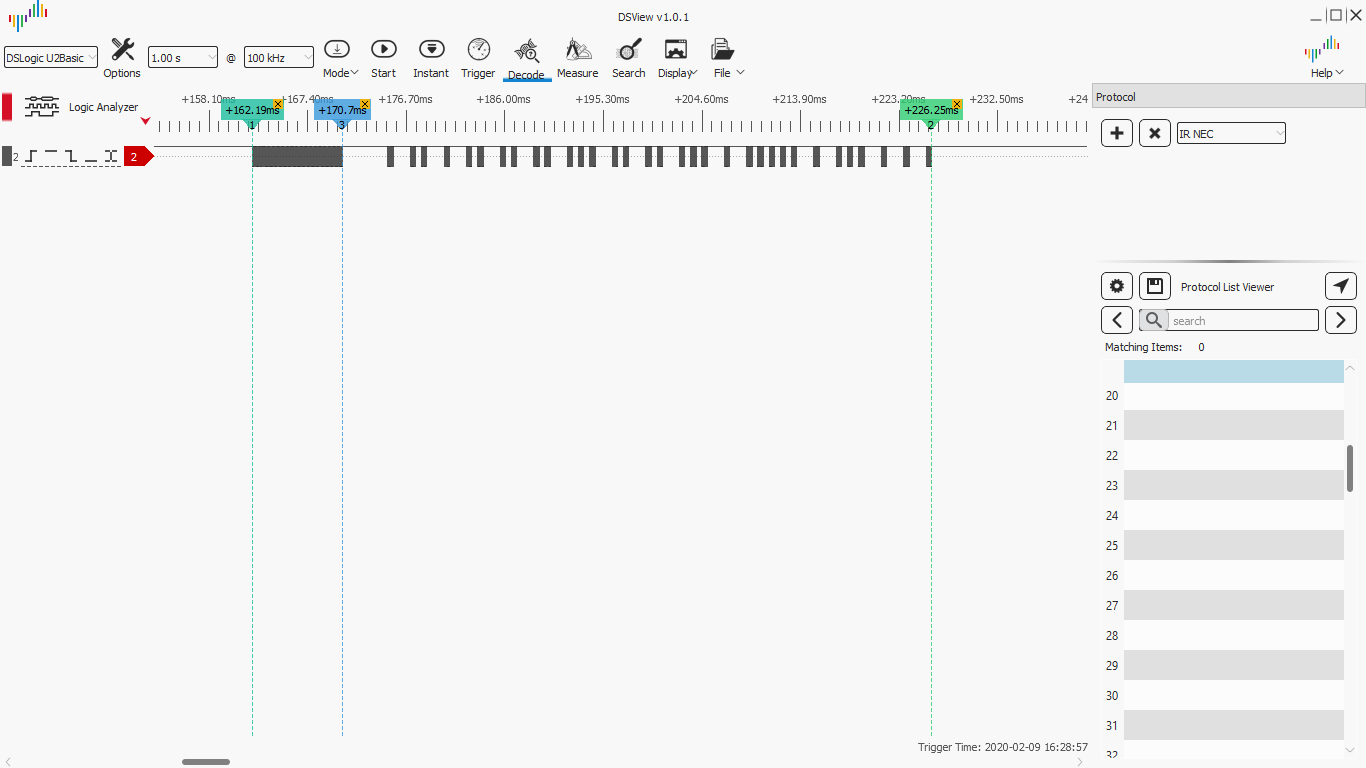 DSView v1.0.1
DSLogic U2Basic
Options
1.00 s
@
100 kHz
Mode
Start
Instant
Trigger
Decode
Measure
Search
Display
File
Help
Logic Analyzer
+158.10ms
+167.40ms
+176.70ms
+186.00ms
+195.30ms
+204.60ms
+213.90ms
+223.20ms
+232.50ms
+24
+162.19ms
+170.7ms
+226.25ms
1
3
2
2
2
Protocol
IR NEC
Protocol List Viewer
search
Matching Items: 0
20
21
22
23
24
25
26
27
28
29
30
31
32
Trigger Time: 2020-02-09 16:28:57